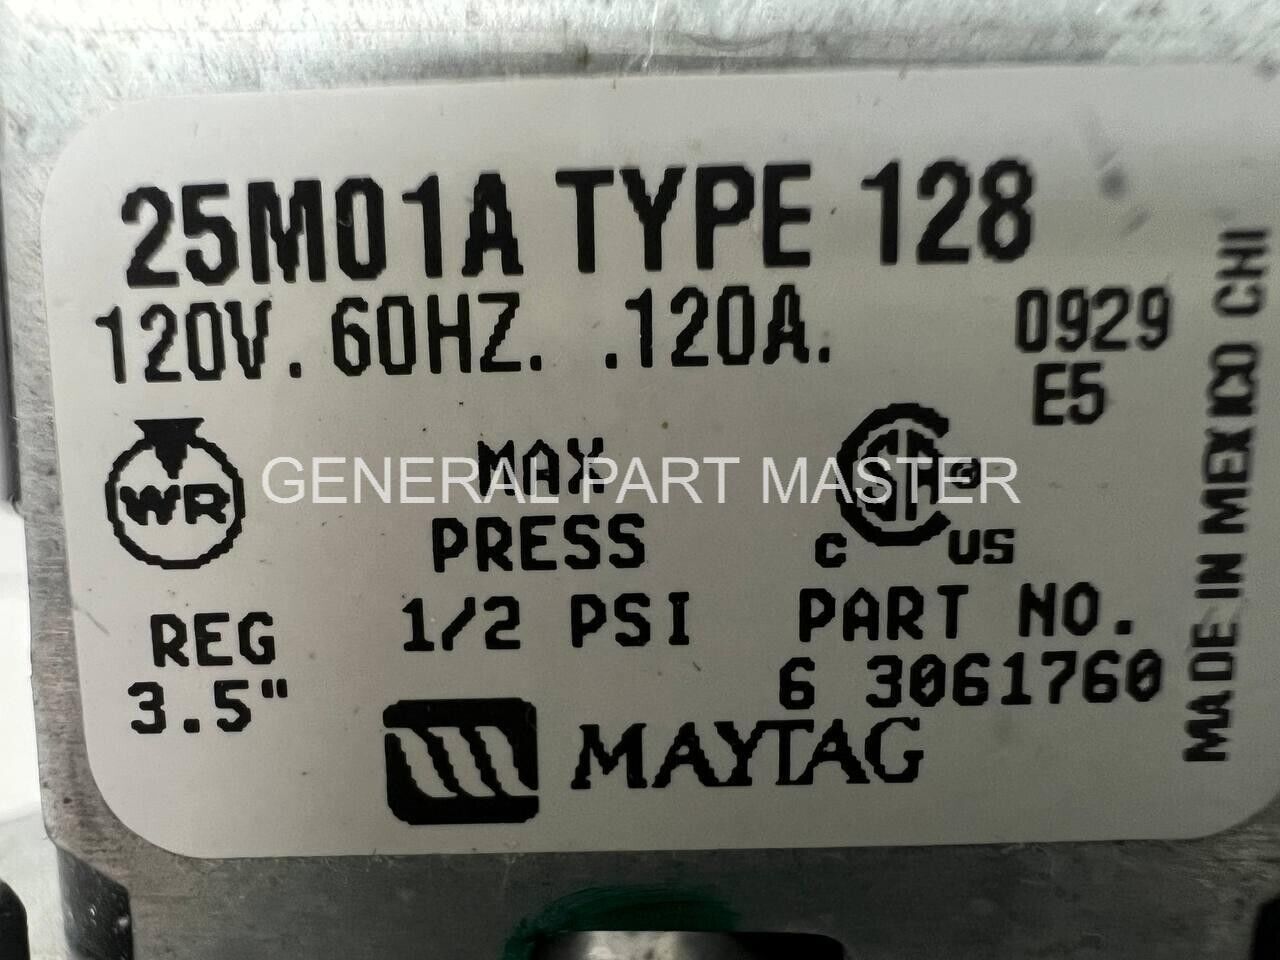 25M01A TYPE 128
120V. 60HZ. .120A.
0929
E5
WR
MAX
PRESS
1/2 PSI
REG
3.5"
CSA ®
C US
PART NO.
6 3061760
MAYTAG
MADE IN MEXICO CHI
GENERAL PART MASTER